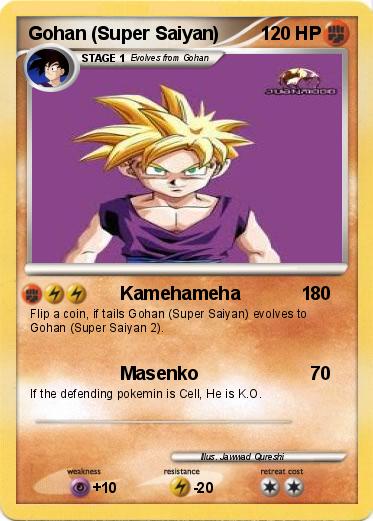 Gohan (Super Saiyan) 120 HP
STAGE 1 Evolves from Gohan
JUANMIDDD
Kamehameha 180
Flip a coin, if tails Gohan (Super Saiyan) evolves to
Gohan (Super Saiyan 2).
Masenko 70
If the defending pokemin is Cell, He is K.O.
Illus. Jawwad Qureshi
weakness resistance retreat cost
+10 -20